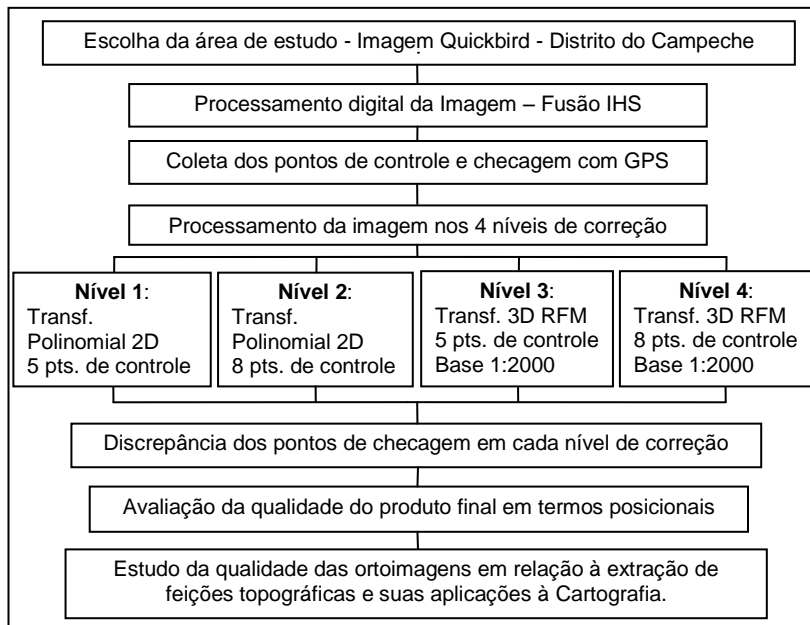 Escolha da área de estudo - Imagem Quickbird - Distrito do Campeche
Processamento digital da Imagem – Fusão IHS
Coleta dos pontos de controle e checagem com GPS
Processamento da imagem nos 4 níveis de correção
Nível 1:
Transf.
Polinomial 2D
5 pts. de controle
Nível 2:
Transf.
Polinomial 2D
8 pts. de controle
Nível 3:
Transf. 3D RFM
5 pts. de controle
Base 1:2000
Nível 4:
Transf. 3D RFM
8 pts. de controle
Base 1:2000
Discrepância dos pontos de checagem em cada nível de correção
Avaliação da qualidade do produto final em termos posicionais
Estudo da qualidade das ortoimagens em relação à extração de
feições topográficas e suas aplicações à Cartografia.